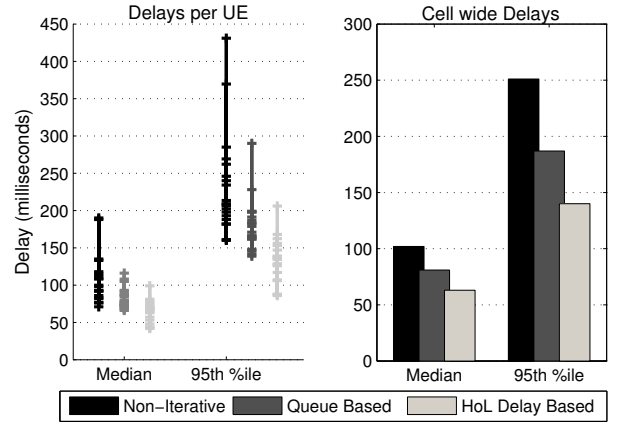 Delays per UE
Cell wide Delays
Delay (milliseconds)
450
400
350
300
250
200
150
100
50
0
300
250
200
150
100
50
0
Median 95th %ile
Median 95th %ile
Non−Iterative Queue Based HoL Delay Based